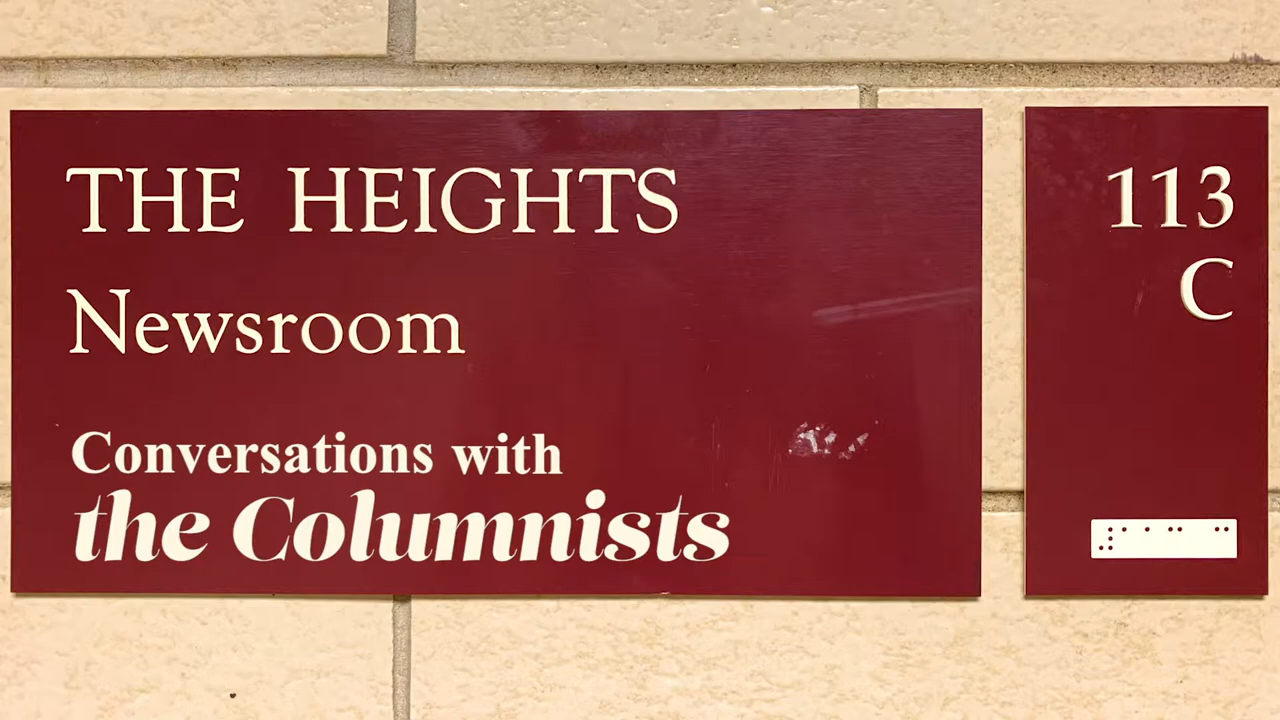 THE HEIGHTS
Newsroom
Conversations with
the Columnists
113
C
⠼⠁⠁⠉⠀⠉